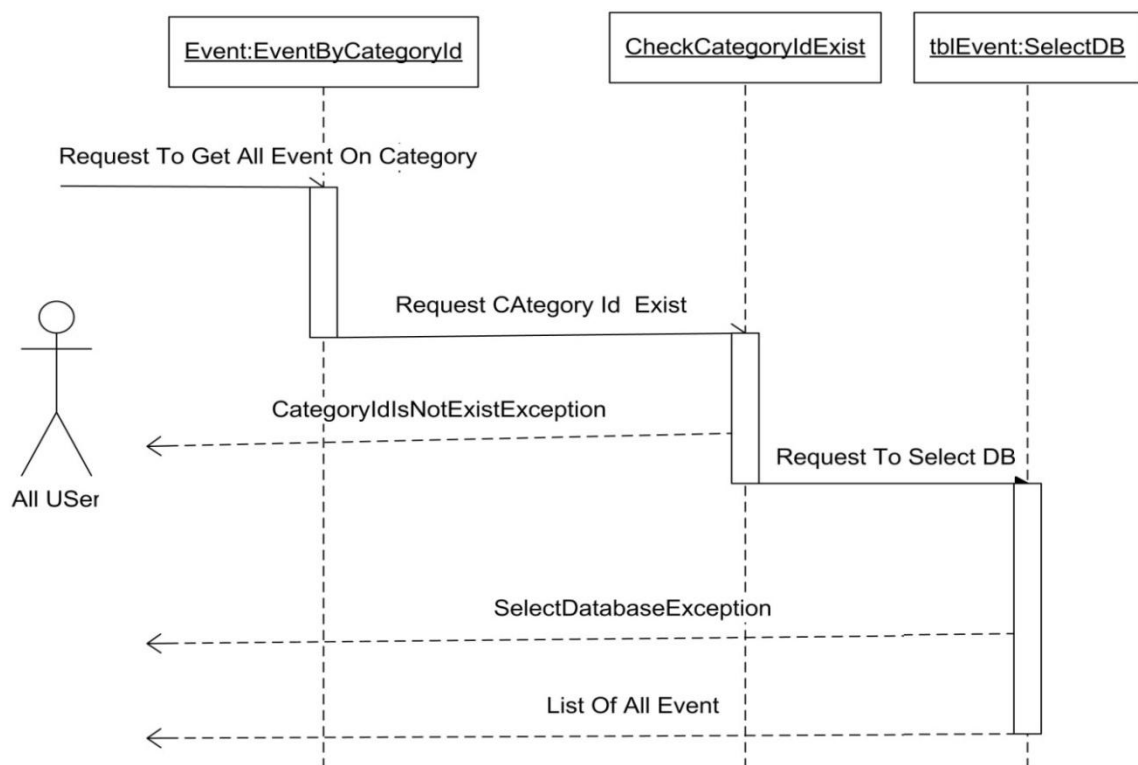 Event:EventByCategoryId
CheckCategoryIdExist
tblEvent:SelectDB
Request To Get All Event On Category
Request CAtegory Id Exist
CategoryIdIsNotExistException
Request To Select DB
All USer
SelectDatabaseException
List Of All Event